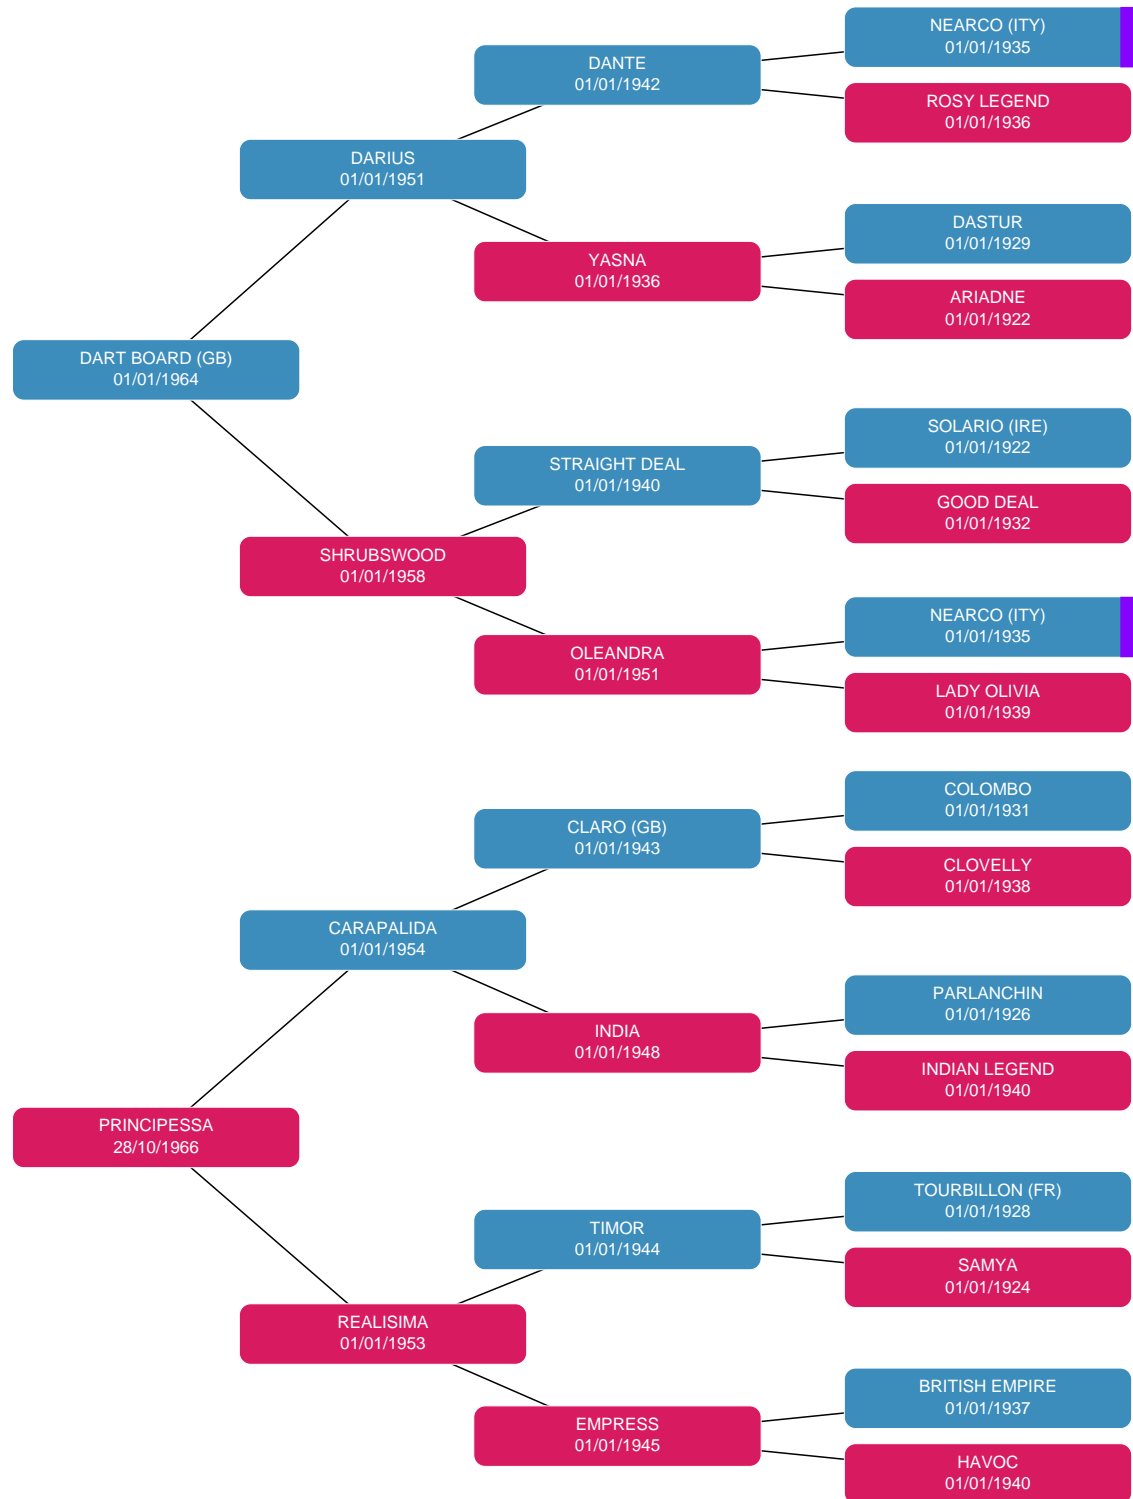 NEARCO (ITY)
01/01/1935
DANTE
01/01/1942
ROSY LEGEND
01/01/1936
DARIUS
01/01/1951
DASTUR
01/01/1929
YASNA
01/01/1936
ARIADNE
01/01/1922
DART BOARD (GB)
01/01/1964
SOLARIO (IRE)
01/01/1922
STRAIGHT DEAL
01/01/1940
GOOD DEAL
01/01/1932
SHRUBSWOOD
01/01/1958
NEARCO (ITY)
01/01/1935
OLEANDRA
01/01/1951
LADY OLIVIA
01/01/1939
COLOMBO
01/01/1931
CLARO (GB)
01/01/1943
CLOVELLY
01/01/1938
CARAPALIDA
01/01/1954
PARLANCHIN
01/01/1926
INDIA
01/01/1948
INDIAN LEGEND
01/01/1940
PRINCIPESSA
28/10/1966
TOURBILLON (FR)
01/01/1928
TIMOR
01/01/1944
SAMYA
01/01/1924
REALISIMA
01/01/1953
BRITISH EMPIRE
01/01/1937
EMPRESS
01/01/1945
HAVOC
01/01/1940